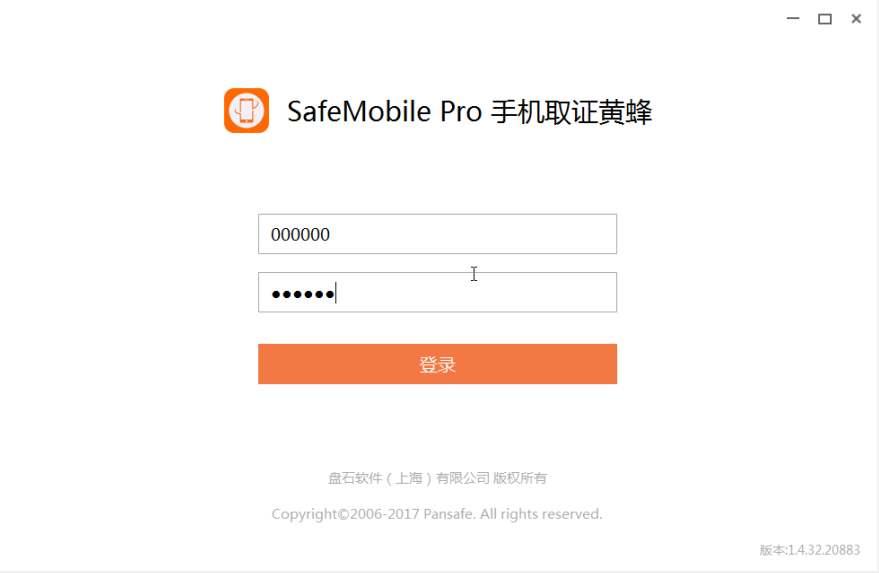 SafeMobile Pro 手机取证黄蜂
000000
●●●●●●
登录
盘石软件（上海）有限公司 版权所有
Copyright©2006-2017 Pansafe. All rights reserved.
版本:1.4.32.20883